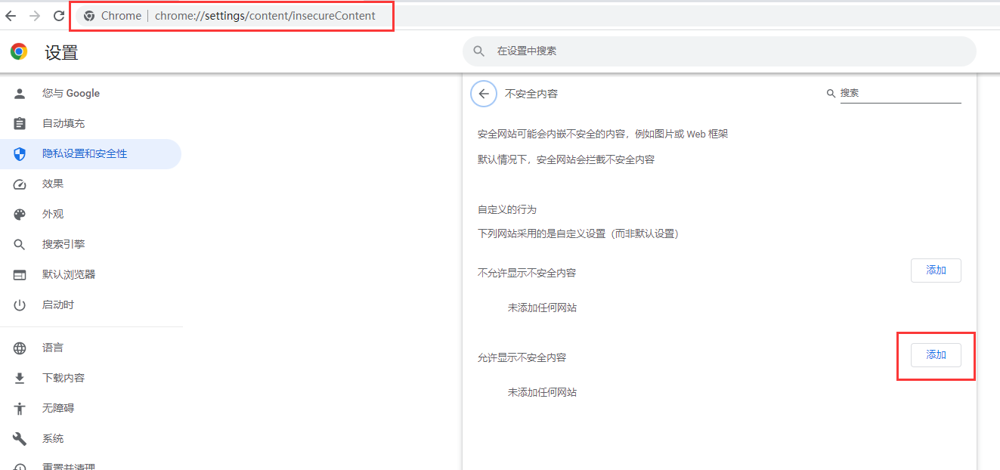 Chrome | chrome://settings/content/insecureContent
设置
在设置中搜索
您与 Google
自动填充
隐私设置和安全性
效果
外观
搜索引擎
默认浏览器
启动时
语言
下载内容
无障碍
系统
重置并清理
不安全内容
搜索
安全网站可能会内嵌不安全的内容，例如图片或 Web 框架
默认情况下，安全网站会拦截不安全内容
自定义的行为
下列网站采用的是自定义设置（而非默认设置）
不允许显示不安全内容
添加
未添加任何网站
允许显示不安全内容
添加
未添加任何网站